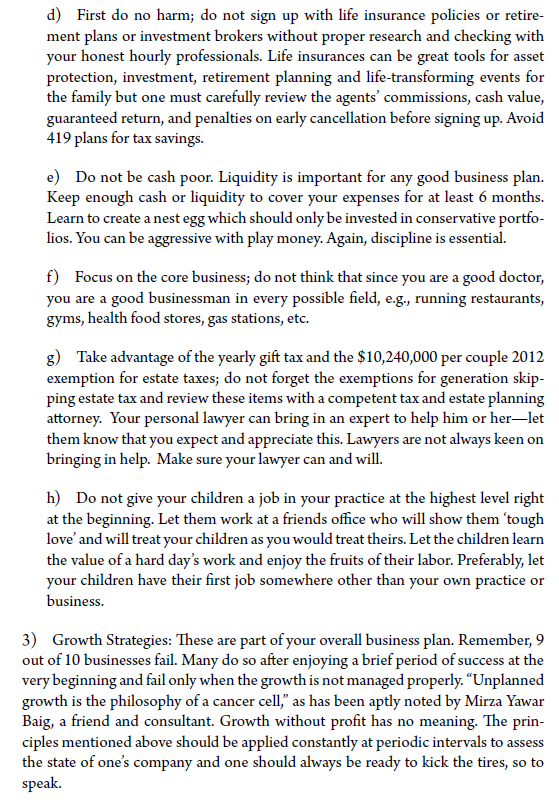 d) First do no harm; do not sign up with life insurance policies or retire-
ment plans or investment brokers without proper research and checking with
your honest hourly professionals. Life insurances can be great tools for asset
protection, investment, retirement planning and life-transforming events for
the family but one must carefully review the agents’ commissions, cash value,
guaranteed return, and penalties on early cancellation before signing up. Avoid
419 plans for tax savings.
e) Do not be cash poor. Liquidity is important for any good business plan.
Keep enough cash or liquidity to cover your expenses for at least 6 months.
Learn to create a nest egg which should only be invested in conservative portfo-
lios. You can be aggressive with play money. Again, discipline is essential.
f) Focus on the core business; do not think that since you are a good doctor,
you are a good businessman in every possible field, e.g., running restaurants,
gyms, health food stores, gas stations, etc.
g) Take advantage of the yearly gift tax and the $10,240,000 per couple 2012
exemption for estate taxes; do not forget the exemptions for generation skip-
ping estate tax and review these items with a competent tax and estate planning
attorney. Your personal lawyer can bring in an expert to help him or her—let
them know that you expect and appreciate this. Lawyers are not always keen on
bringing in help. Make sure your lawyer can and will.
h) Do not give your children a job in your practice at the highest level right
at the beginning. Let them work at a friends office who will show them ‘tough
love’ and will treat your children as you would treat theirs. Let the children learn
the value of a hard day’s work and enjoy the fruits of their labor. Preferably, let
your children have their first job somewhere other than your own practice or
business.
3) Growth Strategies: These are part of your overall business plan. Remember, 9
out of 10 businesses fail. Many do so after enjoying a brief period of success at the
very beginning and fail only when the growth is not managed properly. “Unplanned
growth is the philosophy of a cancer cell,” as has been aptly noted by Mirza Yawar
Baig, a friend and consultant. Growth without profit has no meaning. The prin-
ciples mentioned above should be applied constantly at periodic intervals to assess
the state of one’s company and one should always be ready to kick the tires, so to
speak.